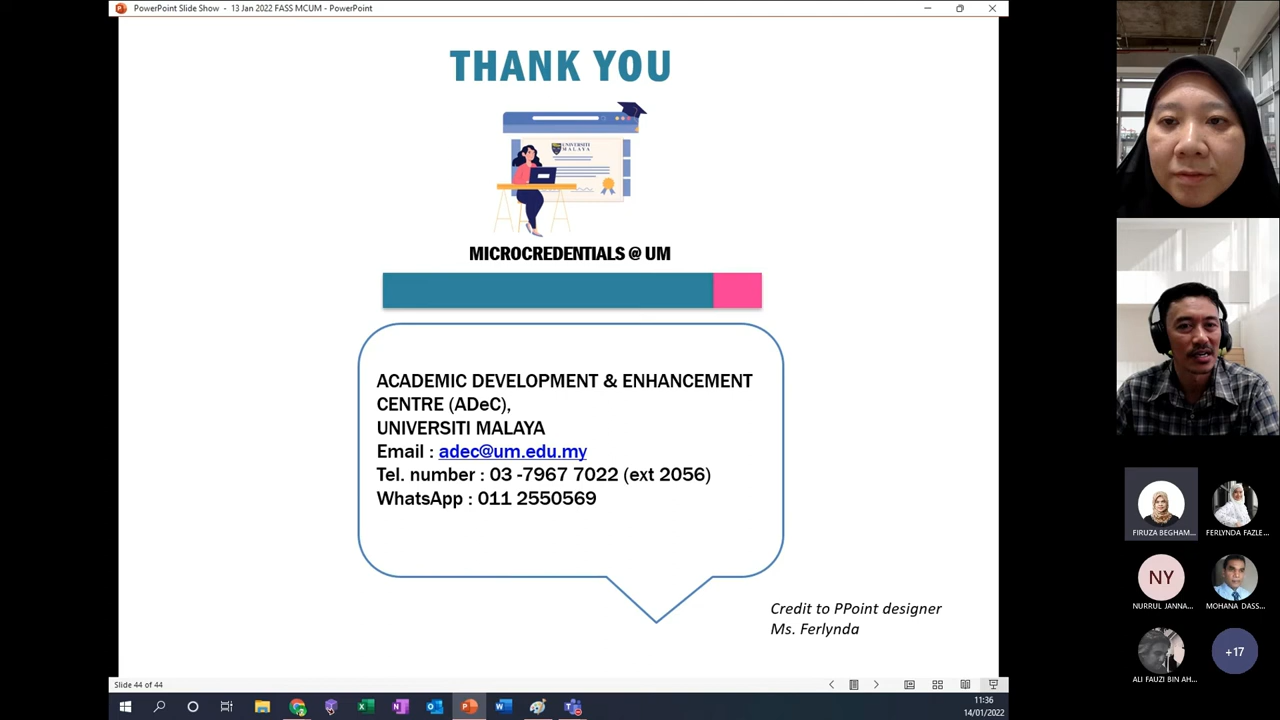 PowerPoint Slide Show - 13 Jan 2022 FASS MCUM - PowerPoint
THANK YOU
UNIVERSITI
MALAYA
MICROCREDENTIALS @ UM
ACADEMIC DEVELOPMENT & ENHANCEMENT
CENTRE (ADeC),
UNIVERSITI MALAYA
Email : adec@um.edu.my
Tel. number : 03 -7967 7022 (ext 2056)
WhatsApp : 011 2550569
Credit to PPoint designer
Ms. Ferlynda
FIRUZA BEGHAM...
FERLYNDA FAZLE...
NY
NURRUL JANNA...
MOHANA DASS...
ALI FAUZI BIN AH...
+17
Slide 44 of 44
11:36
14/01/2022